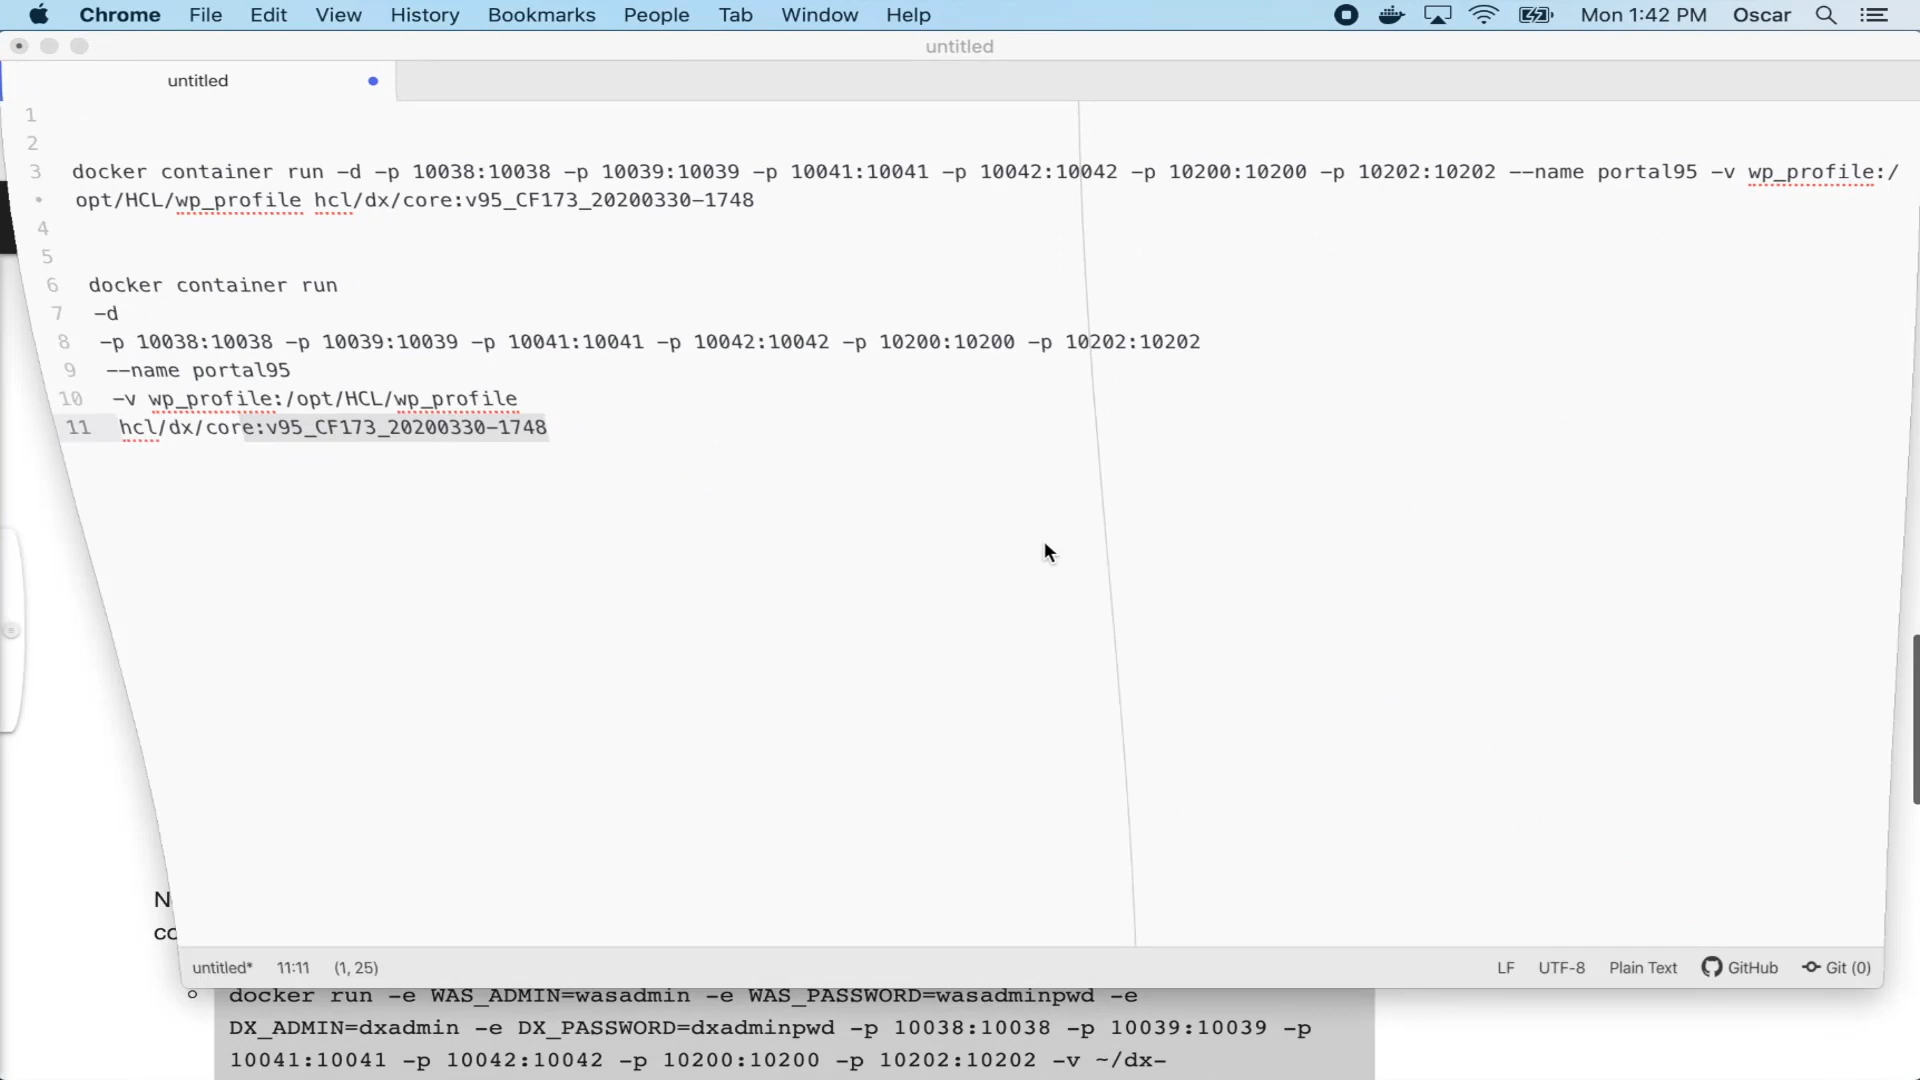 Chrome File Edit View History Bookmarks People Tab Window Help Mon 1:42 PM Oscar
untitled
untitled
1
2
3 docker container run -d -p 10038:10038 -p 10039:10039 -p 10041:10041 -p 10042:10042 -p 10200:10200 -p 10202:10202 --name portal95 -v wp_profile:/
• opt/HCL/wp_profile hcl/dx/core:v95_CF173_20200330-1748
4
5
6 docker container run
7 -d
8 -p 10038:10038 -p 10039:10039 -p 10041:10041 -p 10042:10042 -p 10200:10200 -p 10202:10202
9 --name portal95
10 -v wp_profile:/opt/HCL/wp_profile
11 hcl/dx/core:v95_CF173_20200330-1748
N
co
untitled* 11:11 (1, 25) LF UTF-8 Plain Text GitHub Git (0)
docker run -e WAS_ADMIN=wasadmin -e WAS_PASSWORD=wasadminpwd -e
DX_ADMIN=dxadmin -e DX_PASSWORD=dxadminpwd -p 10038:10038 -p 10039:10039 -p
10041:10041 -p 10042:10042 -p 10200:10200 -p 10202:10202 -v ~/dx-